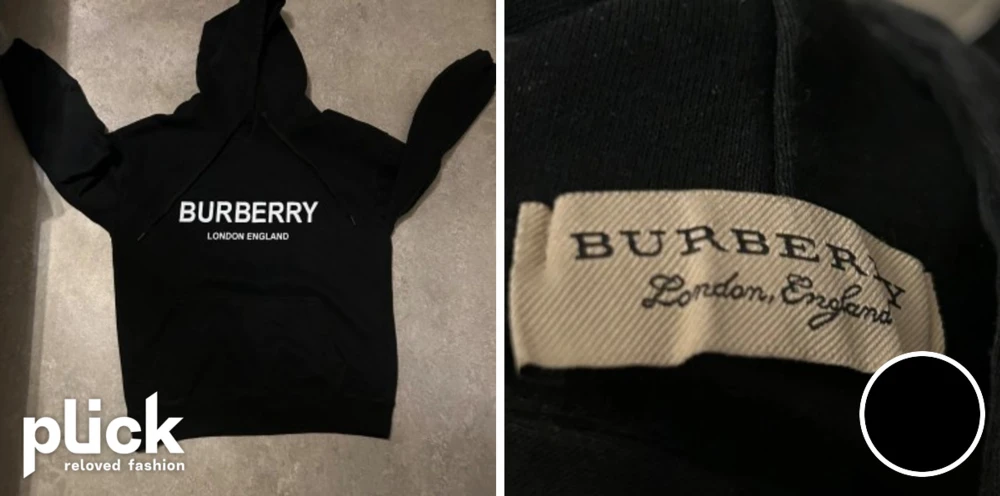 BURBERRY
LONDON ENGLAND
plick
reloved fashion
BURBERRY
London, England